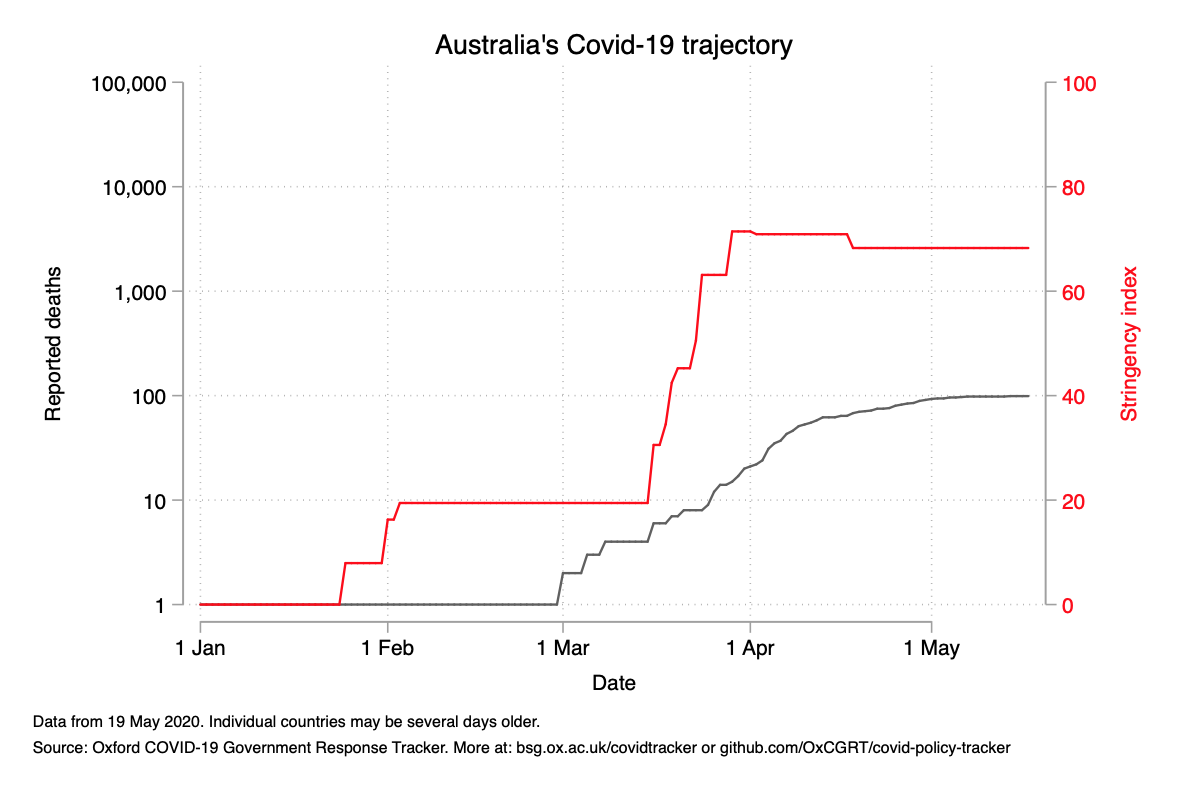 Australia's Covid-19 trajectory
100,000
10,000
1,000
100
10
1
Reported deaths
100
80
60
40
20
0
Stringency index
1 Jan
1 Feb
1 Mar
1 Apr
1 May
Date
Data from 19 May 2020. Individual countries may be several days older.
Source: Oxford COVID-19 Government Response Tracker. More at: bsg.ox.ac.uk/covidtracker or github.com/OxCGRT/covid-policy-tracker